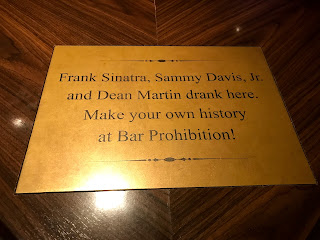 Frank Sinatra, Sammy Davis, Jr.
and Dean Martin drank here.
Make your own history
at Bar Prohibition!